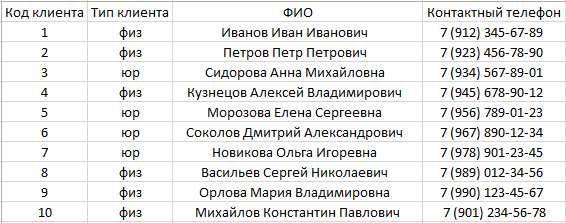 Код клиента Тип клиента ФИО Контактный телефон
1 физ Иванов Иван Иванович 7 (912) 345-67-89
2 физ Петров Петр Петрович 7 (923) 456-78-90
3 юр Сидорова Анна Михайловна 7 (934) 567-89-01
4 физ Кузнецов Алексей Владимирович 7 (945) 678-90-12
5 юр Морозова Елена Сергеевна 7 (956) 789-01-23
6 юр Соколов Дмитрий Александрович 7 (967) 890-12-34
7 юр Новикова Ольга Игоревна 7 (978) 901-23-45
8 физ Васильев Сергей Николаевич 7 (989) 012-34-56
9 физ Орлова Мария Владимировна 7 (990) 123-45-67
10 физ Михайлов Константин Павлович 7 (901) 234-56-78